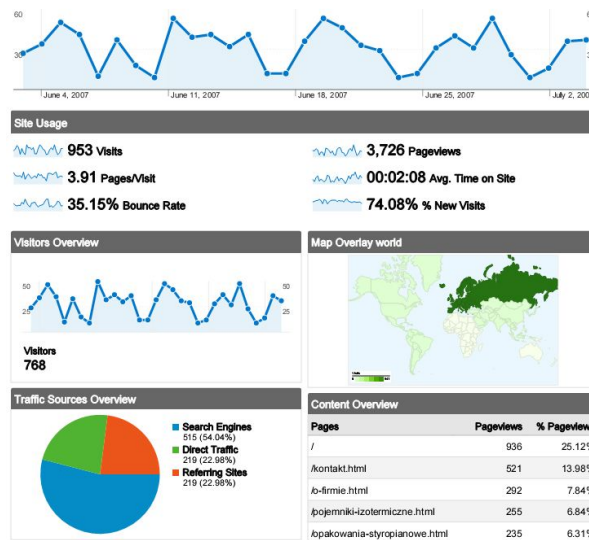 60
6
30
3
June 4, 2007
June 11, 2007
June 18, 2007
June 25, 2007
July 2, 200
Site Usage
953 Visits
3,726 Pageviews
3.91 Pages/Visit
00:02:08 Avg. Time on Site
35.15% Bounce Rate
74.08% % New Visits
Visitors Overview
50
50
25
25
Visitors
768
Map Overlay world
Traffic Sources Overview
Search Engines
515 (54.04%)
Direct Traffic
219 (22.98%)
Referring Sites
219 (22.98%)
Content Overview
Pages Pageviews % Pageview
/ 936 25.12%
/kontakt.html 521 13.98%
/o-firmie.html 292 7.84%
/pojemniki-izotermiczne.html 255 6.84%
/opakowania-styropianowe.html 235 6.31%